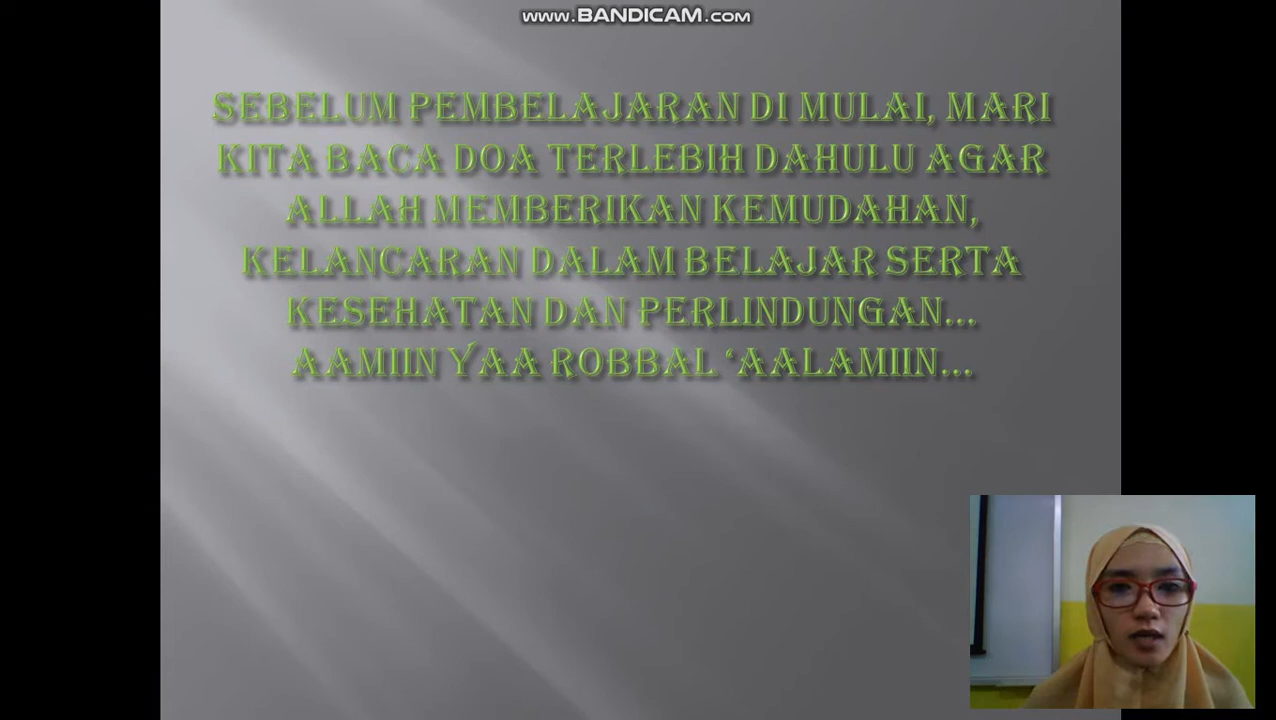 www.BANDICAM.com
SEBELUM PEMBELAJARAN DI MULAI, MARI
KITA BACA DOA TERLEBIH DAHULU AGAR
ALLAH MEMBERIKAN KEMUDAHAN,
KELANCARAN DALAM BELAJAR SERTA
KESEHATAN DAN PERLINDUNGAN...
AAMIIN YAA ROBBAL ‘AALAMIIN...